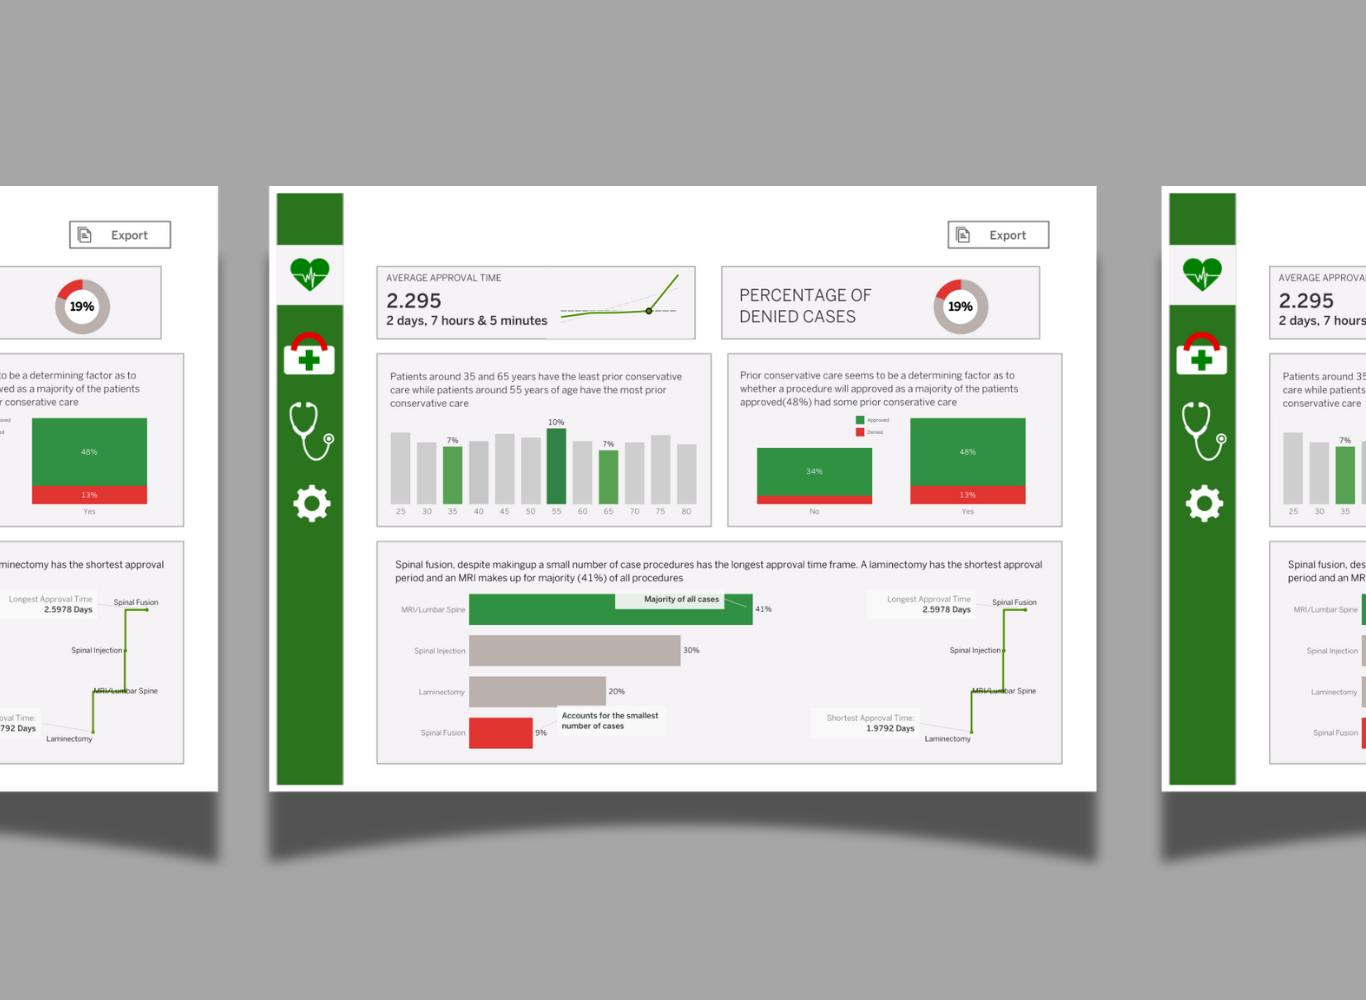 Export
19%
to be a determining factor as to
ved as a majority of the patients
r conserative care
oved
ed
48%
13%
Yes
minectomy has the shortest approval
Longest Approval Time
2.5978 Days
Spinal Fusion
Spinal Injection
MRI/Lumbar Spine
oval Time:
792 Days
Laminectomy
Export
AVERAGE APPROVAL TIME
2.295
2 days, 7 hours & 5 minutes
PERCENTAGE OF
DENIED CASES
19%
Patients around 35 and 65 years have the least prior conservative
care while patients around 55 years of age have the most prior
conservative care
7%
10%
7%
25 30 35 40 45 50 55 60 65 70 75 80
Prior conservative care seems to be a determining factor as to
whether a procedure will approved as a majority of the patients
approved(48%) had some prior conserative care
Approved
Denied
34%
48%
13%
No
Yes
Spinal fusion, despite makingup a small number of case procedures has the longest approval time frame. A laminectomy has the shortest approval
period and an MRI makes up for majority (41%) of all procedures
MRI/Lumbar Spine
Majority of all cases
41%
Spinal Injection
30%
Laminectomy
20%
Accounts for the smallest
number of cases
Spinal Fusion
9%
Longest Approval Time
2.5978 Days
Spinal Fusion
Spinal Injection
MRI/Lumbar Spine
Shortest Approval Time:
1.9792 Days
Laminectomy
AVERAGE APPROVA
2.295
2 days, 7 hours
Patients around 35
care while patients
conservative care
7%
25 30 35
Spinal fusion, des
period and an MR
MRI/Lumbar Spine
Spinal Injection
Laminectomy
Spinal Fusion